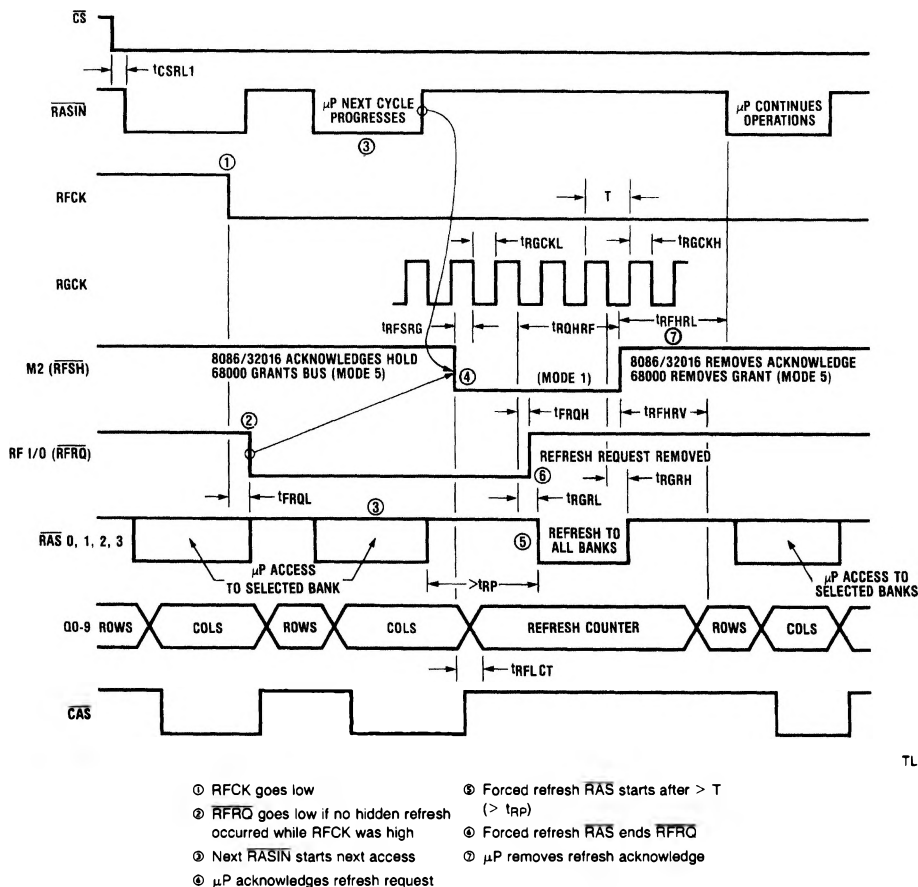 CS
tCSRL1
RASIN
µP NEXT CYCLE
PROGRESSES
µP CONTINUES
OPERATIONS
③
①
RFCK
T
tRGCKL
tRGCKH
RGCK
tRFSRG
tRQHRF
tRFHRL
⑦
M2 (RFSH)
8086/32016 ACKNOWLEDGES HOLD
68000 GRANTS BUS (MODE 5)
④
(MODE 1)
8086/32016 REMOVES ACKNOWLEDGE
68000 REMOVES GRANT (MODE 5)
②
tFRQH
tRFHRV
RF I/O (RFRQ)
REFRESH REQUEST REMOVED
⑥
tFRQL
③
tRGRL
tRGRH
RAS 0, 1, 2, 3
⑤
REFRESH TO
ALL BANKS
µP ACCESS
TO SELECTED BANK
>tRP
µP ACCESS TO
SELECTED BANKS
Q0-9
ROWS
COLS
ROWS
COLS
REFRESH COUNTER
ROWS
COLS
tRFLCT
CAS
TL
① RFCK goes low
② RFRQ goes low if no hidden refresh
occurred while RFCK was high
③ Next RASIN starts next access
④ µP acknowledges refresh request
⑤ Forced refresh RAS starts after > T
(> tRP)
⑥ Forced refresh RAS ends RFRQ
⑦ µP removes refresh acknowledge